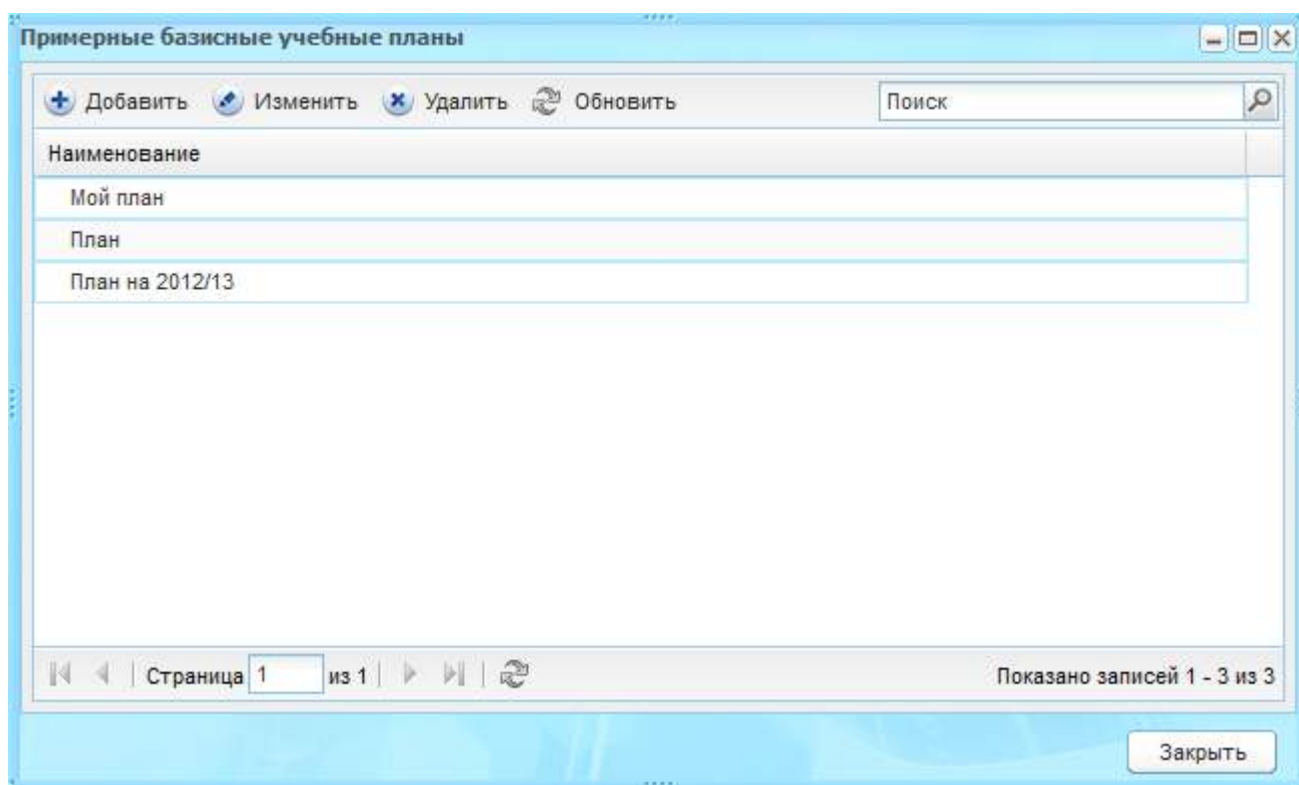 Примерные базисные учебные планы
Добавить Изменить Удалить Обновить Поиск
Наименование
Мой план
План
План на 2012/13
Страница 1 из 1 Показано записей 1 - 3 из 3
Закрыть